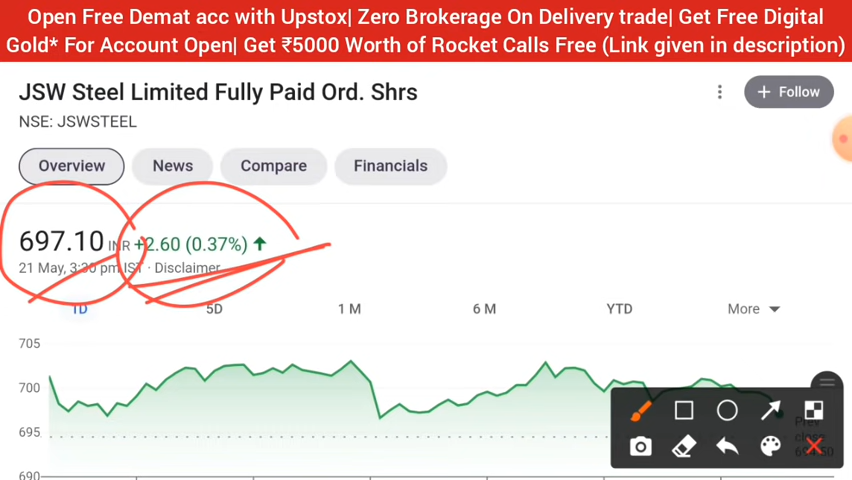 Open Free Demat acc with Upstox| Zero Brokerage On Delivery trade| Get Free Digital
Gold* For Account Open| Get ₹5000 Worth of Rocket Calls Free (Link given in description)
JSW Steel Limited Fully Paid Ord. Shrs
+ Follow
NSE: JSWSTEEL
Overview
News
Compare
Financials
697.10 INR +2.60 (0.37%)
21 May, 3:30 pm IST · Disclaimer
1D
5D
1 M
6 M
YTD
More
705
700
695
690
Prev